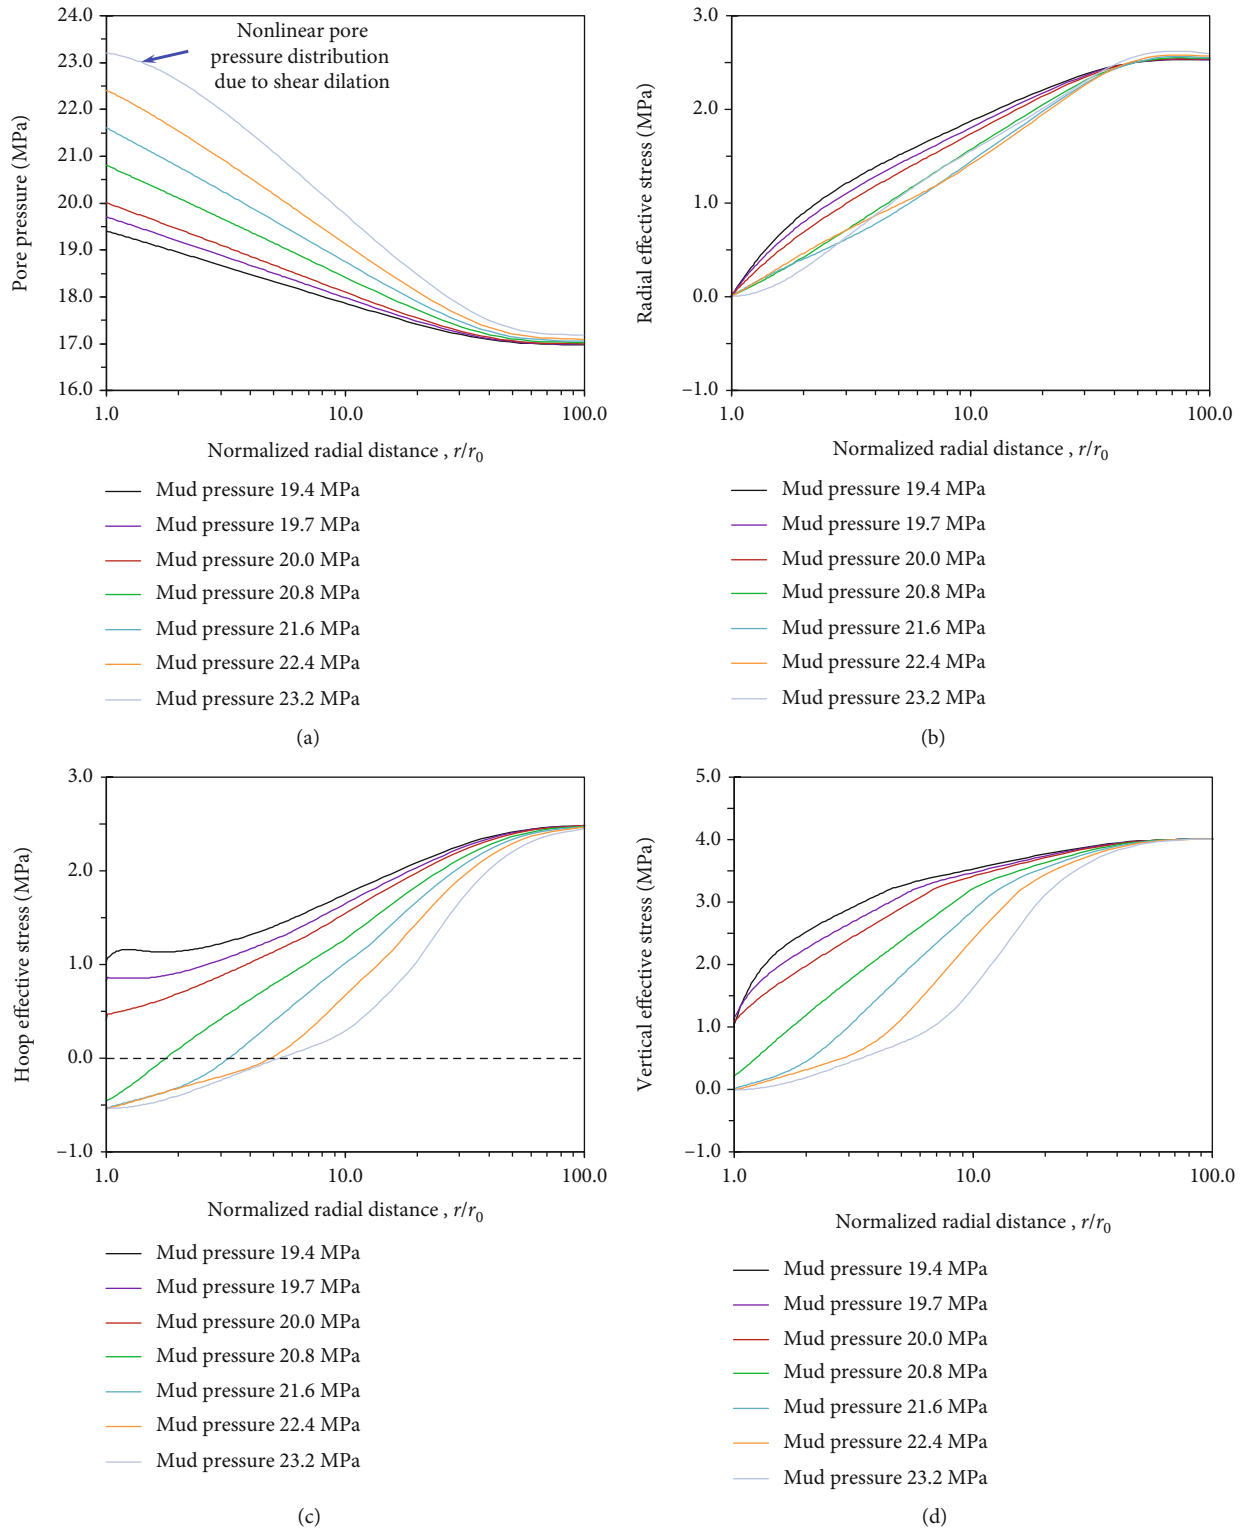 24.0
23.0
22.0
21.0
20.0
19.0
18.0
17.0
16.0
Pore pressure (MPa)
Nonlinear pore
pressure distribution
due to shear dilation
1.0 10.0 100.0
Normalized radial distance , r/r0
Mud pressure 19.4 MPa
Mud pressure 19.7 MPa
Mud pressure 20.0 MPa
Mud pressure 20.8 MPa
Mud pressure 21.6 MPa
Mud pressure 22.4 MPa
Mud pressure 23.2 MPa
(a)
3.0
2.0
1.0
0.0
–1.0
Radial effective stress (MPa)
1.0 10.0 100.0
Normalized radial distance , r/r0
Mud pressure 19.4 MPa
Mud pressure 19.7 MPa
Mud pressure 20.0 MPa
Mud pressure 20.8 MPa
Mud pressure 21.6 MPa
Mud pressure 22.4 MPa
Mud pressure 23.2 MPa
(b)
3.0
2.0
1.0
0.0
–1.0
Hoop effective stress (MPa)
1.0 10.0 100.0
Normalized radial distance , r/r0
Mud pressure 19.4 MPa
Mud pressure 19.7 MPa
Mud pressure 20.0 MPa
Mud pressure 20.8 MPa
Mud pressure 21.6 MPa
Mud pressure 22.4 MPa
Mud pressure 23.2 MPa
(c)
5.0
4.0
3.0
2.0
1.0
0.0
–1.0
Vertical effective stress (MPa)
1.0 10.0 100.0
Normalized radial distance , r/r0
Mud pressure 19.4 MPa
Mud pressure 19.7 MPa
Mud pressure 20.0 MPa
Mud pressure 20.8 MPa
Mud pressure 21.6 MPa
Mud pressure 22.4 MPa
Mud pressure 23.2 MPa
(d)